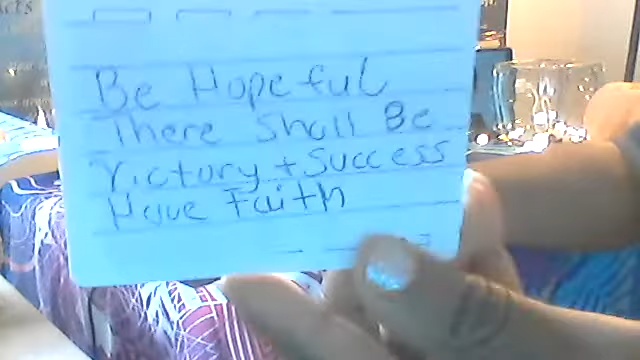 Be Hopeful
There Shall Be
Victory + Success
Have Faith